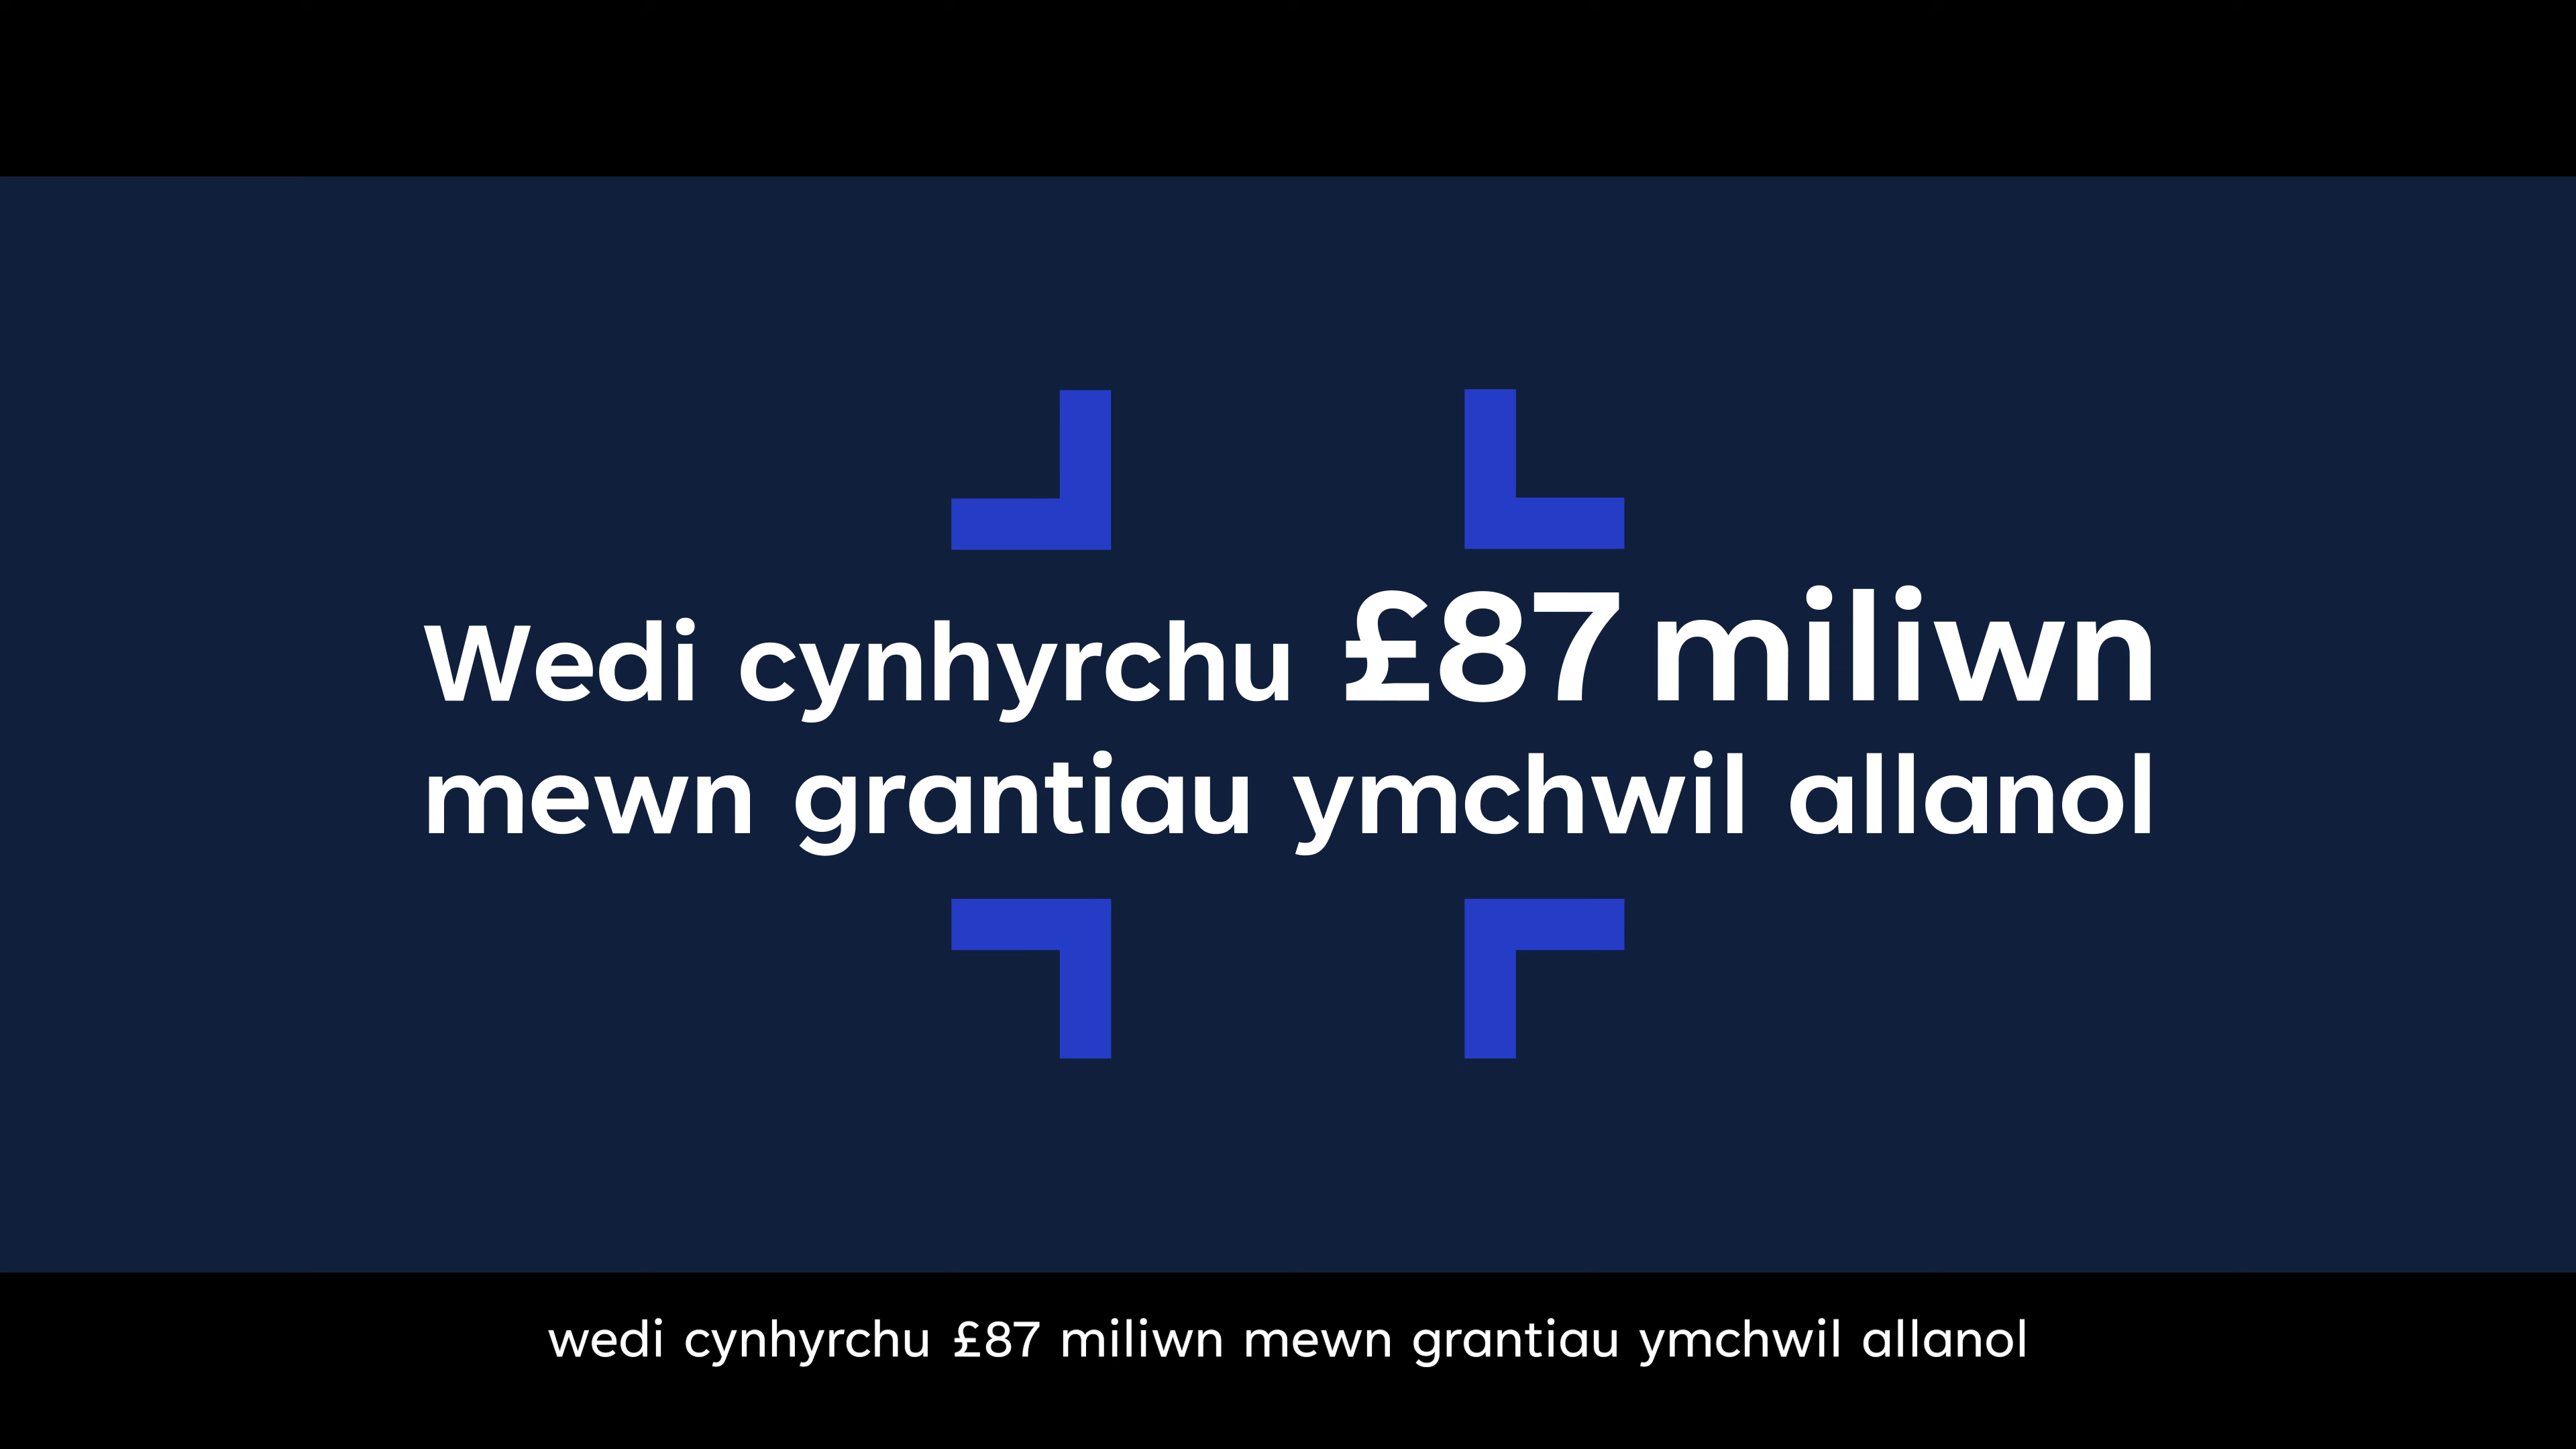 Wedi cynhyrchu £87 miliwn
mewn grantiau ymchwil allanol
wedi cynhyrchu £87 miliwn mewn grantiau ymchwil allanol